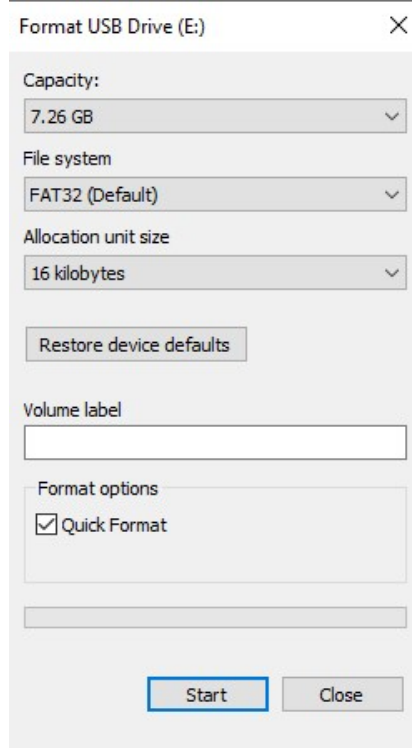 Format USB Drive (E:)
Capacity:
7.26 GB
File system
FAT32 (Default)
Allocation unit size
16 kilobytes
Restore device defaults
Volume label
Format options
Quick Format
Start Close